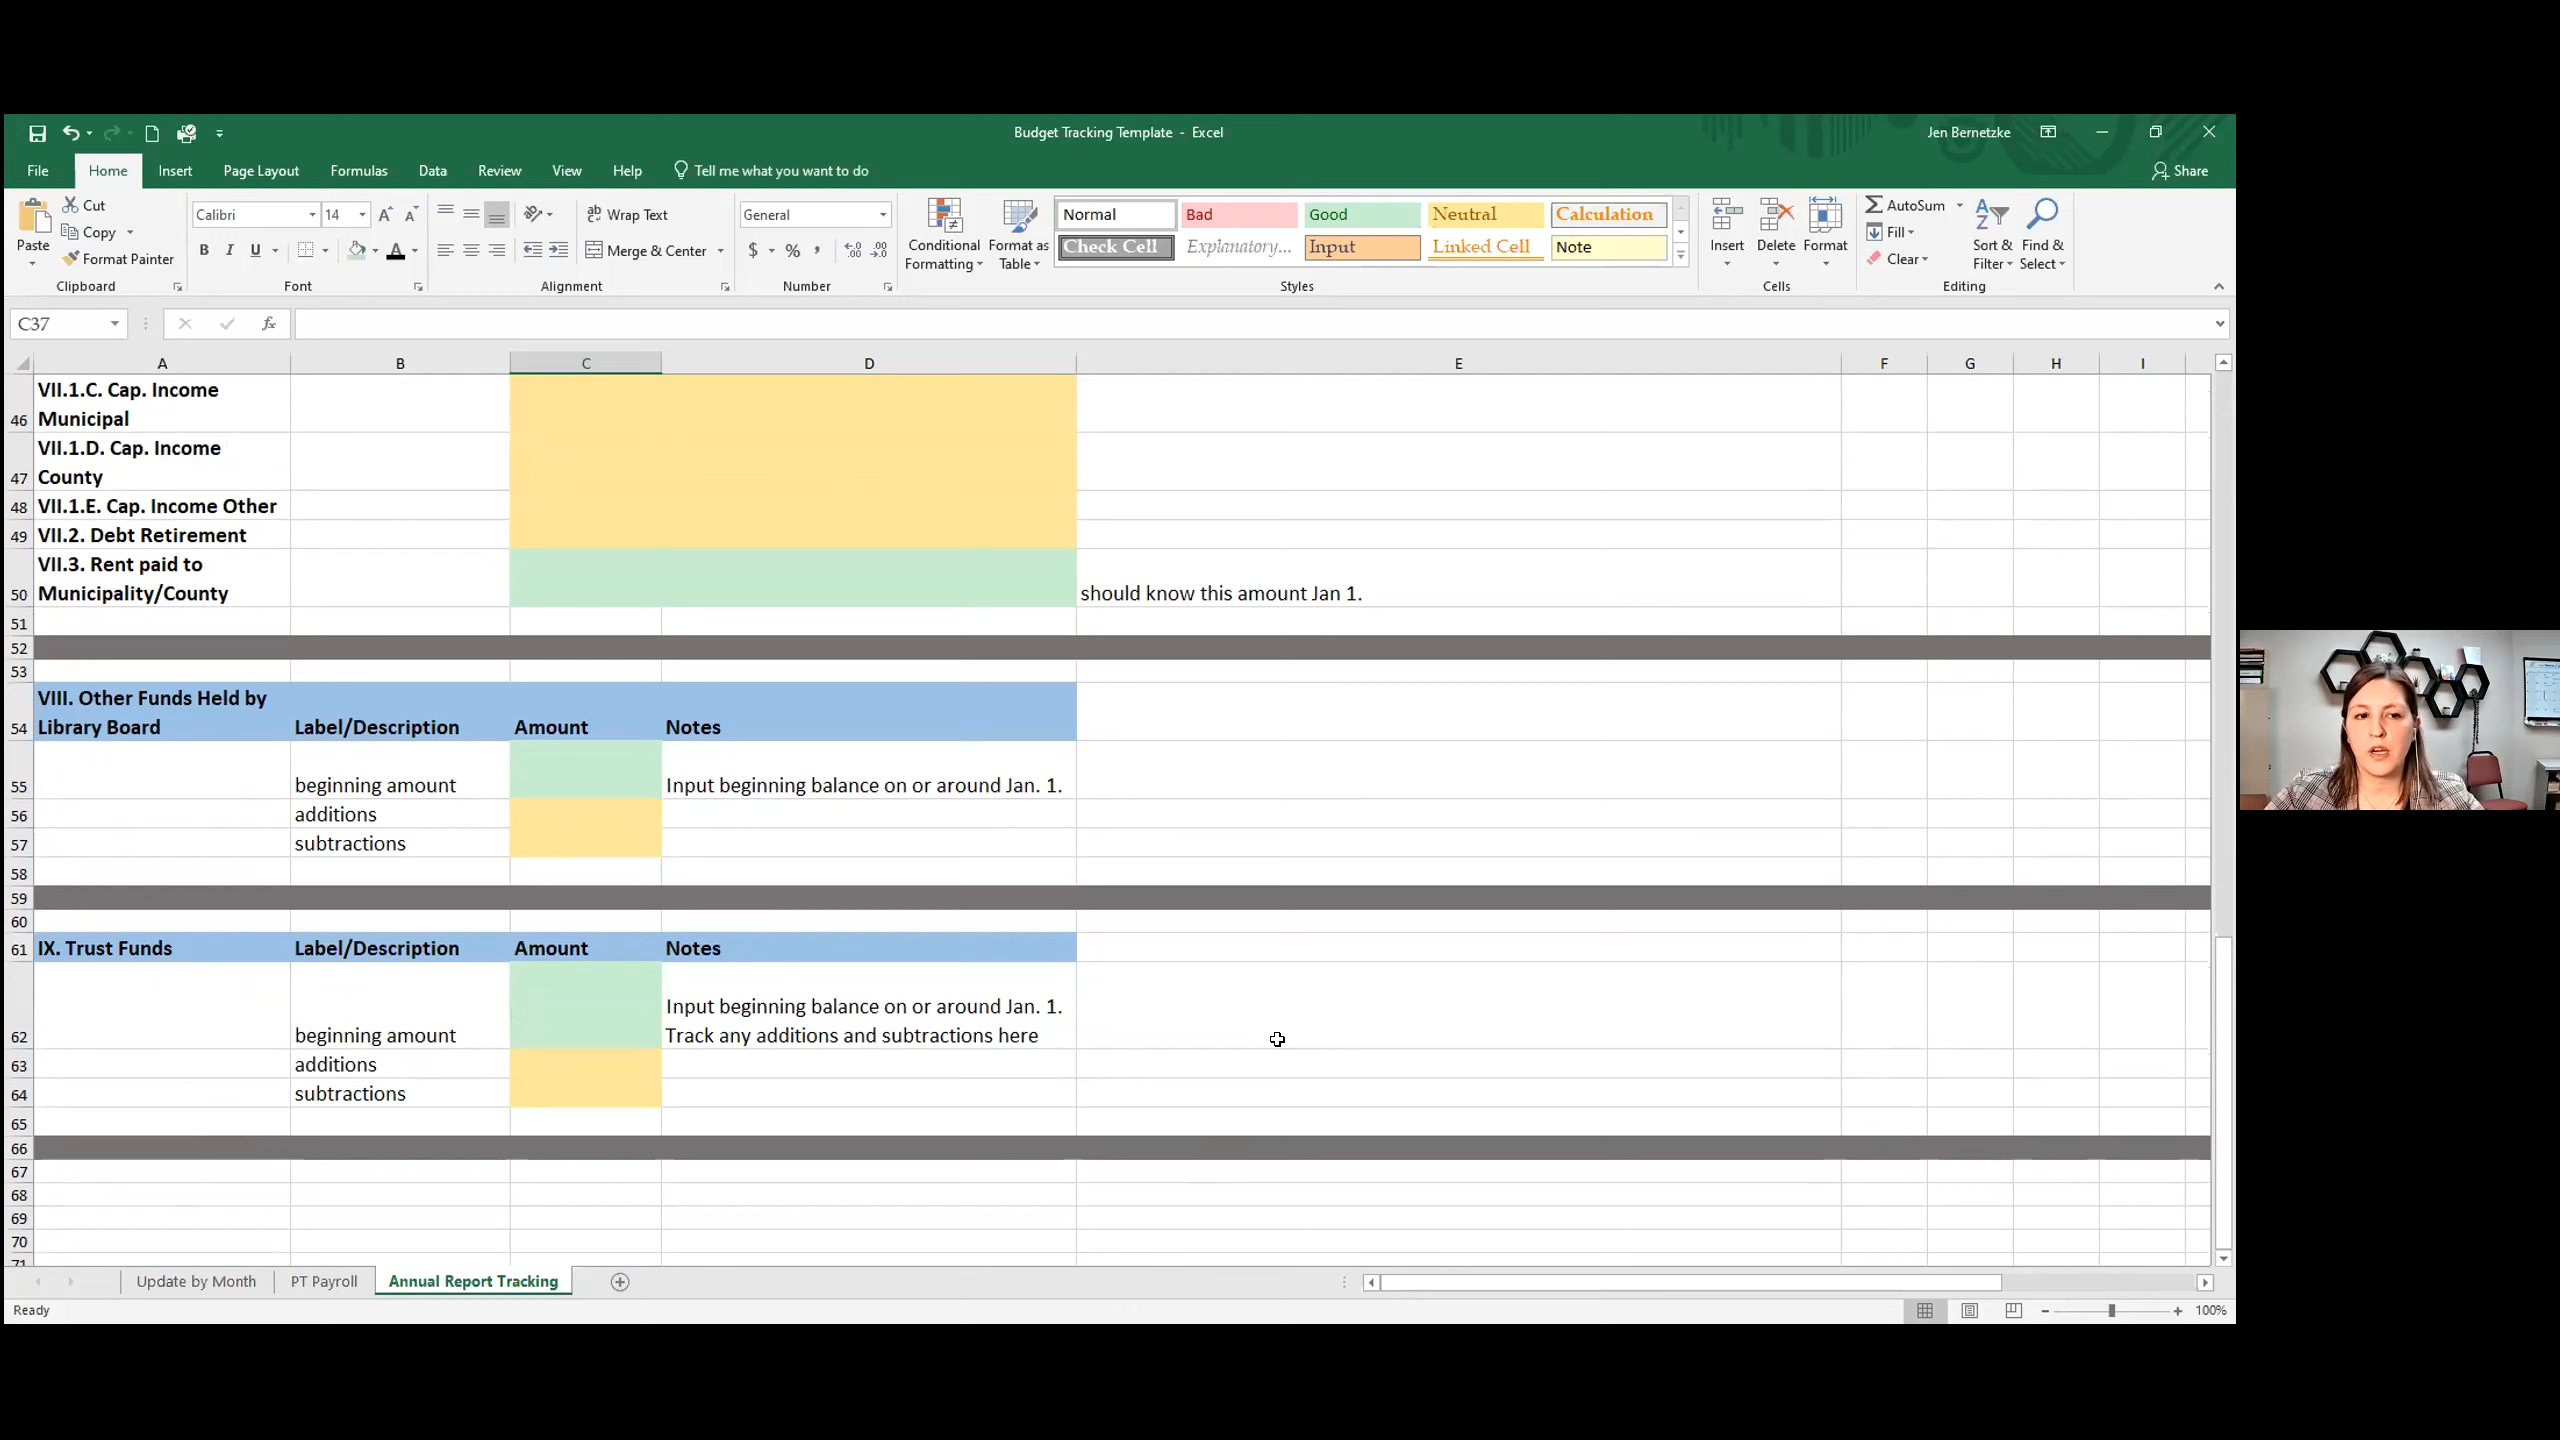 Budget Tracking Template - Excel
Jen Bernetzke
File Home Insert Page Layout Formulas Data Review View Help Tell me what you want to do
Share
Paste
Cut
Copy
Format Painter
Clipboard
Calibri 14
B I U
Font
Wrap Text
Merge & Center
Alignment
General
$ % ,
Number
Conditional Formatting
Format as Table
Normal Bad Good Neutral Calculation
Check Cell Explanatory... Input Linked Cell Note
Styles
Insert Delete Format
Cells
AutoSum
Fill
Clear
Sort & Filter
Find & Select
Editing
C37
fx
A B C D E F G H I
VII.1.C. Cap. Income
46 Municipal
VII.1.D. Cap. Income
47 County
48 VII.1.E. Cap. Income Other
49 VII.2. Debt Retirement
VII.3. Rent paid to
50 Municipality/County should know this amount Jan 1.
51
52
53
VIII. Other Funds Held by
54 Library Board Label/Description Amount Notes
55 beginning amount Input beginning balance on or around Jan. 1.
56 additions
57 subtractions
58
59
60
61 IX. Trust Funds Label/Description Amount Notes
Input beginning balance on or around Jan. 1.
62 beginning amount Track any additions and subtractions here
63 additions
64 subtractions
65
66
67
68
69
70
71
Update by Month PT Payroll Annual Report Tracking
Ready
100%